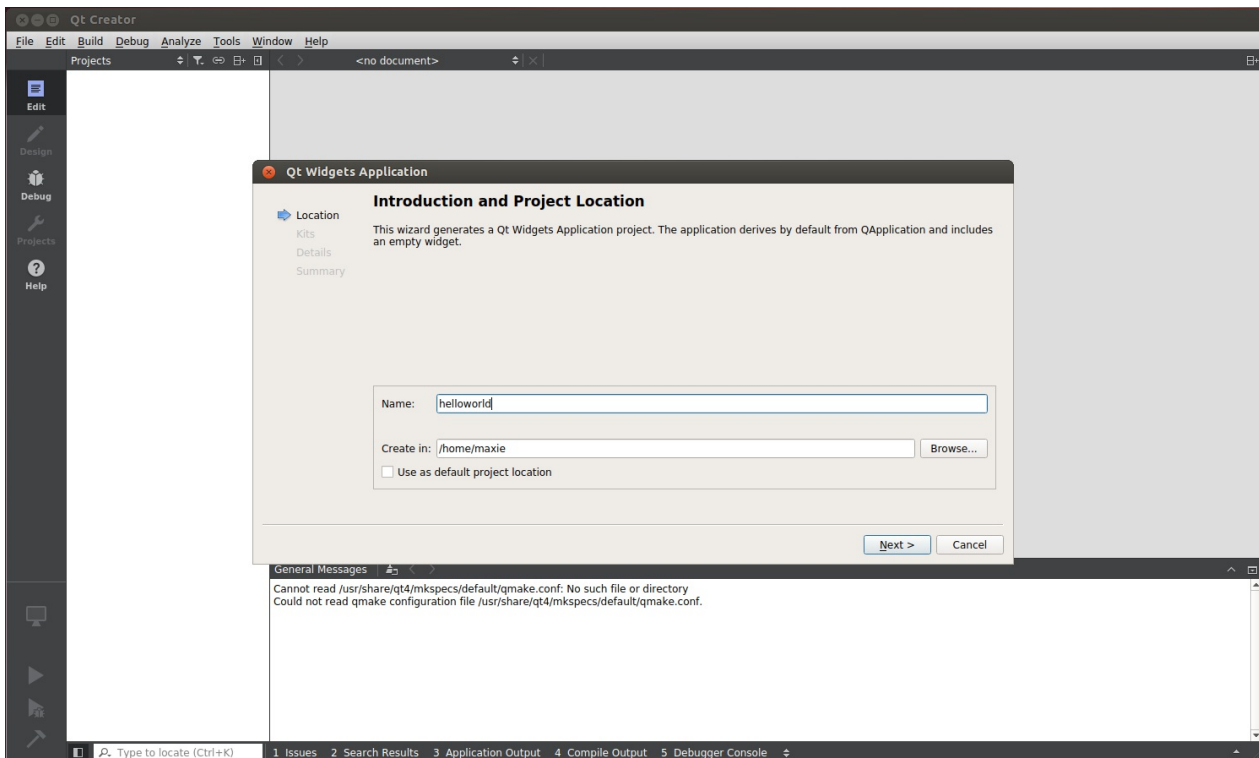 Qt Creator
File Edit Build Debug Analyze Tools Window Help
Projects <no document>
Edit
Design
Debug
Projects
Help
Qt Widgets Application
Location
Kits
Details
Summary
Introduction and Project Location
This wizard generates a Qt Widgets Application project. The application derives by default from QApplication and includes
an empty widget.
Name: helloworld
Create in: /home/maxie Browse...
Use as default project location
Next > Cancel
General Messages
Cannot read /usr/share/qt4/mkspecs/default/qmake.conf: No such file or directory
Could not read qmake configuration file /usr/share/qt4/mkspecs/default/qmake.conf.
Type to locate (Ctrl+K) 1 Issues 2 Search Results 3 Application Output 4 Compile Output 5 Debugger Console